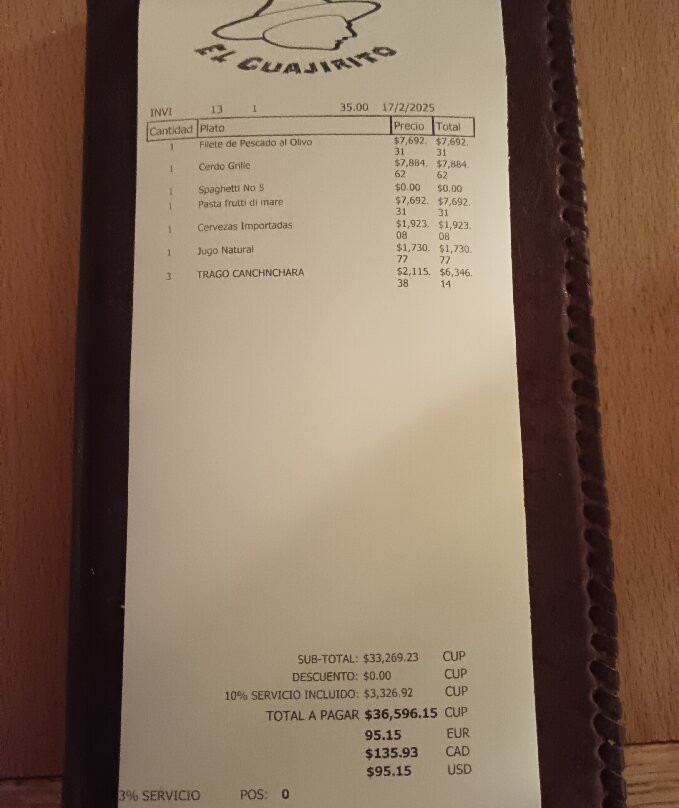 EL GUAJIRITO
INVI 13 1 35.00 17/2/2025
Cantidad Plato Precio Total
1 Filete de Pescado al Olivo $7,692.31 $7,692.31
1 Cerdo Grille $7,884.62 $7,884.62
1 Spaghetti No 5 $0.00 $0.00
1 Pasta frutti di mare $7,692.31 $7,692.31
1 Cervezas Importadas $1,923.08 $1,923.08
1 Jugo Natural $1,730.77 $1,730.77
3 TRAGO CANCHNCHARA $2,115.38 $6,346.14
SUB-TOTAL: $33,269.23 CUP
DESCUENTO: $0.00 CUP
10% SERVICIO INCLUIDO: $3,326.92 CUP
TOTAL A PAGAR $36,596.15 CUP
95.15 EUR
$135.93 CAD
$95.15 USD
3% SERVICIO POS: 0